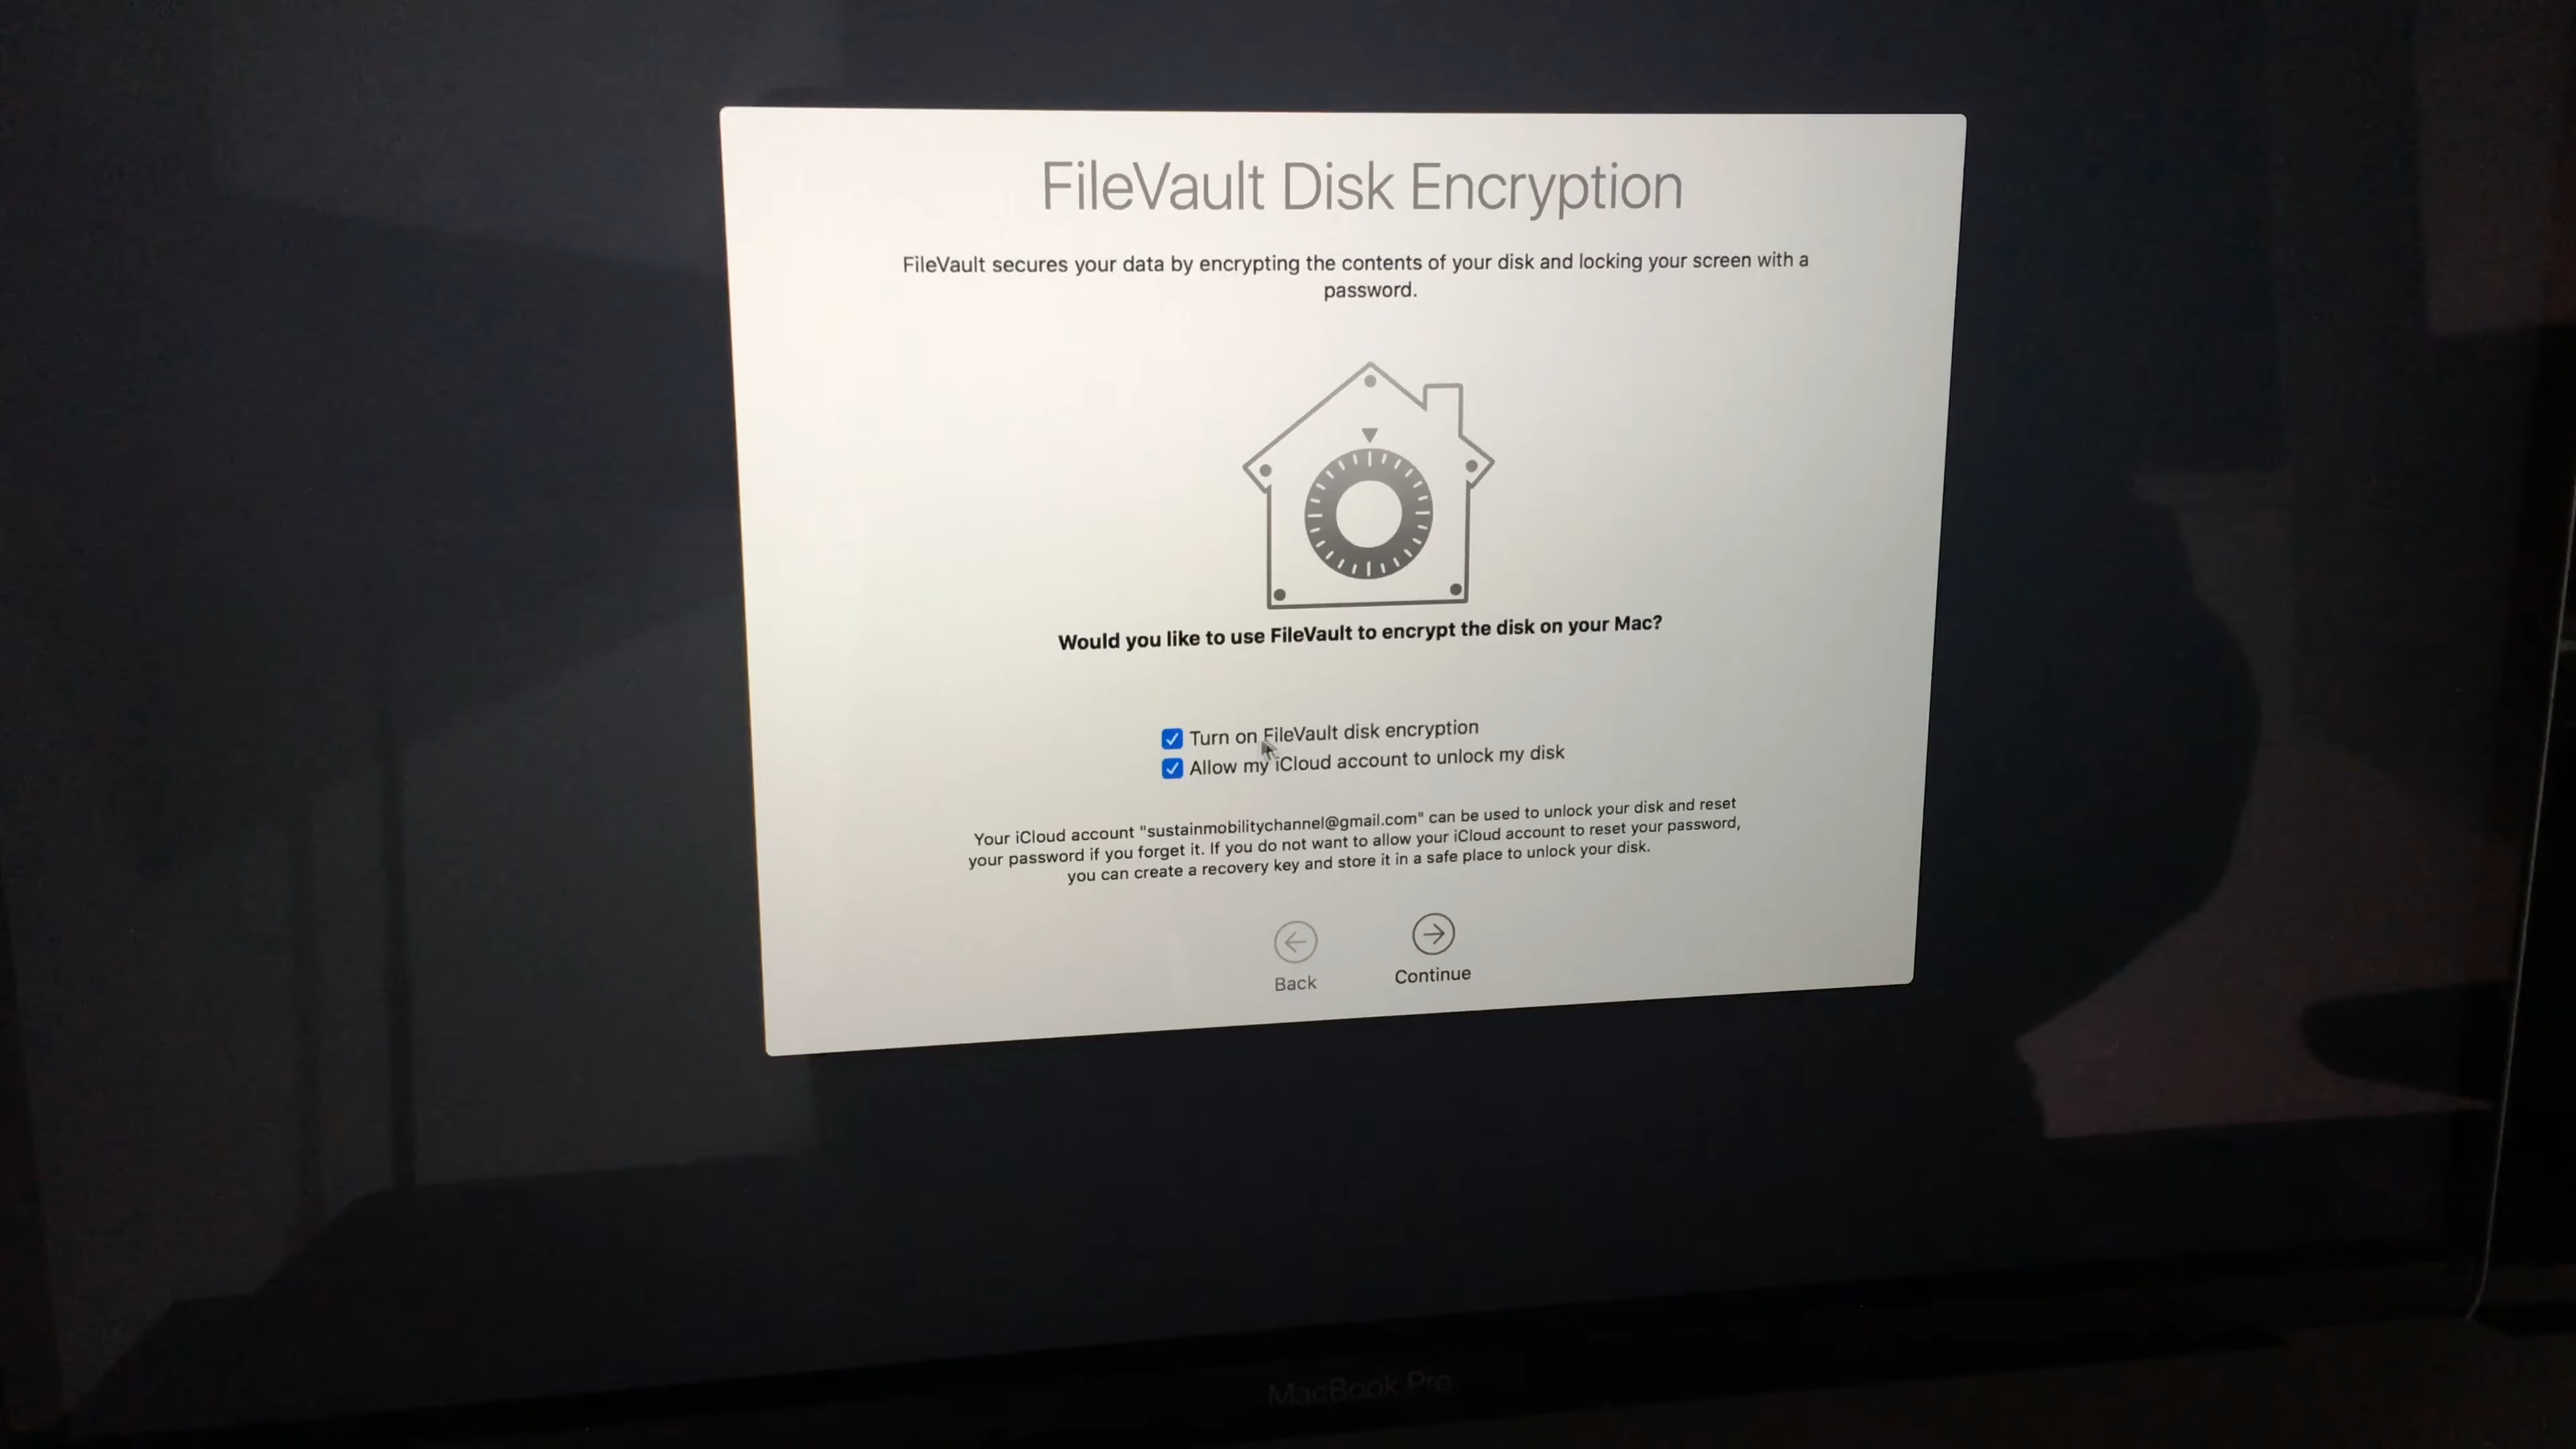 FileVault Disk Encryption
FileVault secures your data by encrypting the contents of your disk and locking your screen with a
password.
Would you like to use FileVault to encrypt the disk on your Mac?
Turn on FileVault disk encryption
Allow my iCloud account to unlock my disk
Your iCloud account "sustainmobilitychannel@gmail.com" can be used to unlock your disk and reset
your password if you forget it. If you do not want to allow your iCloud account to reset your password,
you can create a recovery key and store it in a safe place to unlock your disk.
Back
Continue
MacBook Pro